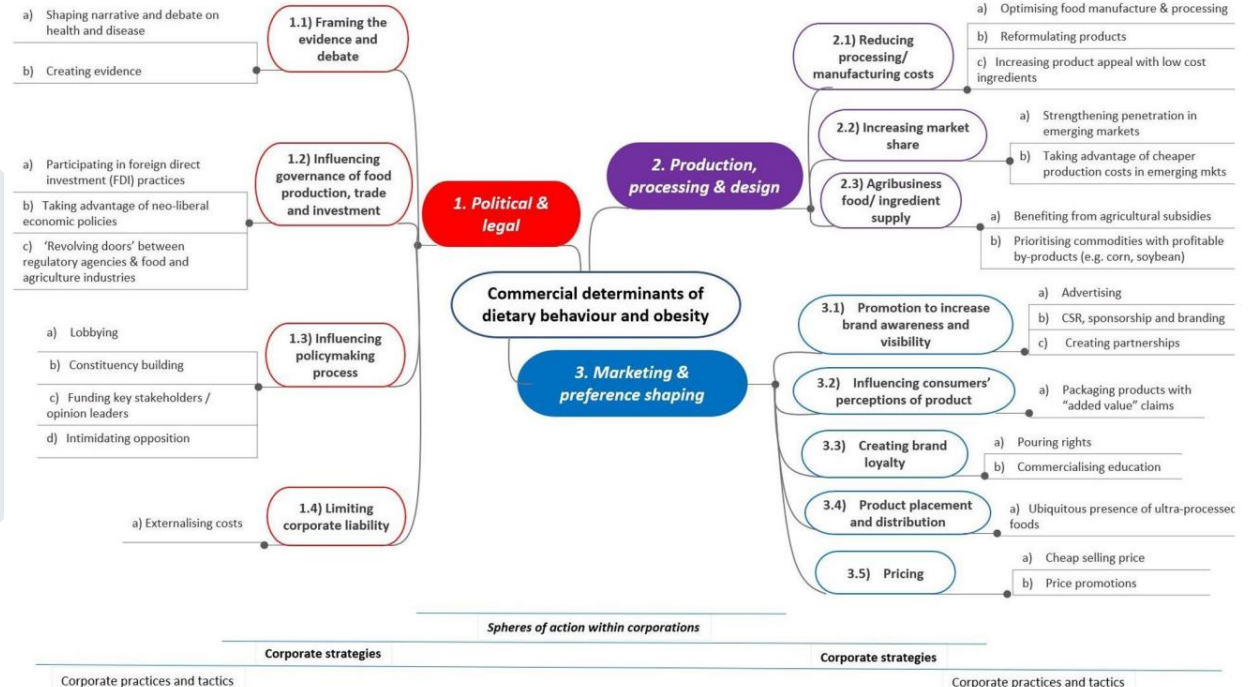 a) Shaping narrative and debate on
health and disease
b) Creating evidence
1.1) Framing the
evidence and
debate
a) Participating in foreign direct
investment (FDI) practices
b) Taking advantage of neo-liberal
economic policies
c) ‘Revolving doors’ between
regulatory agencies & food and
agriculture industries
1.2) Influencing
governance of food
production, trade
and investment
a) Lobbying
b) Constituency building
c) Funding key stakeholders /
opinion leaders
d) Intimidating opposition
1.3) Influencing
policymaking
process
a) Externalising costs
1.4) Limiting
corporate liability
1. Political &
legal
Commercial determinants of
dietary behaviour and obesity
2. Production,
processing & design
2.1) Reducing
processing/
manufacturing costs
a) Optimising food manufacture & processing
b) Reformulating products
c) Increasing product appeal with low cost
ingredients
2.2) Increasing market
share
a) Strengthening penetration in
emerging markets
b) Taking advantage of cheaper
production costs in emerging mkts
2.3) Agribusiness
food/ ingredient
supply
a) Benefiting from agricultural subsidies
b) Prioritising commodities with profitable
by-products (e.g. corn, soybean)
3. Marketing &
preference shaping
3.1) Promotion to increase
brand awareness and
visibility
a) Advertising
b) CSR, sponsorship and branding
c) Creating partnerships
3.2) Influencing consumers’
perceptions of product
a) Packaging products with
“added value” claims
3.3) Creating brand
loyalty
a) Pouring rights
b) Commercialising education
3.4) Product placement
and distribution
a) Ubiquitous presence of ultra-processed
foods
3.5) Pricing
a) Cheap selling price
b) Price promotions
Spheres of action within corporations
Corporate strategies
Corporate strategies
Corporate practices and tactics
Corporate practices and tactics